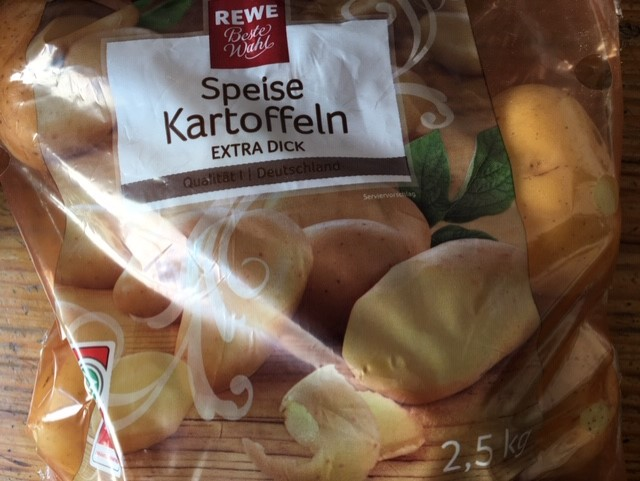 REWE
Beste
Wahl
Speise
Kartoffeln
EXTRA DICK
Qualität I | Deutschland
Serviervorschlag
2,5 kg